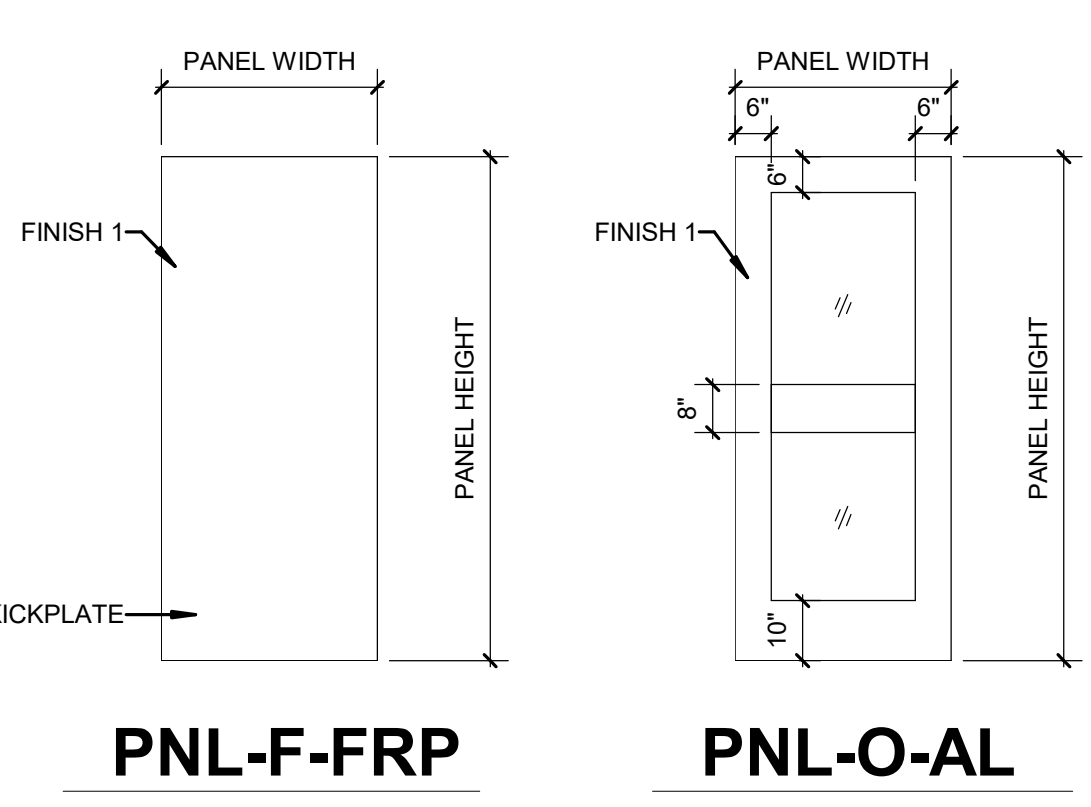 PANEL WIDTH
FINISH 1
PANEL HEIGHT
KICKPLATE
PNL-F-FRP
PANEL WIDTH
6"
6"
6"
FINISH 1
8"
PANEL HEIGHT
10"
PNL-O-AL